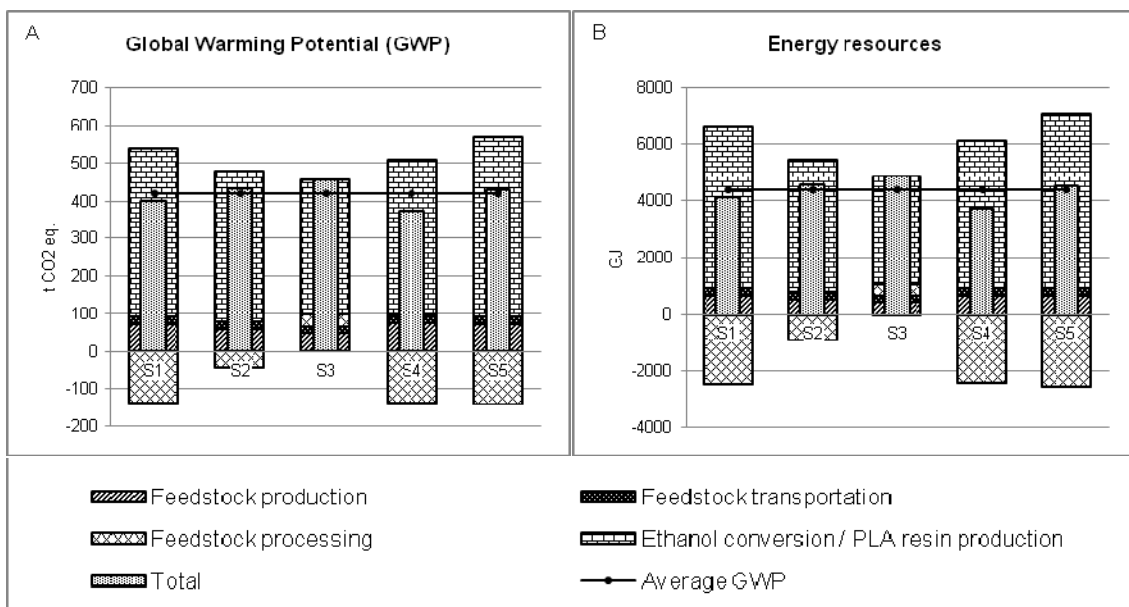 A
Global Warming Potential (GWP)
t CO2 eq.
700
600
500
400
300
200
100
0
-100
-200
S1
S2
S3
S4
S5
B
Energy resources
GJ
8000
6000
4000
2000
0
-2000
-4000
S1
S2
S3
S4
S5
Feedstock production
Feedstock transportation
Feedstock processing
Ethanol conversion / PLA resin production
Total
Average GWP